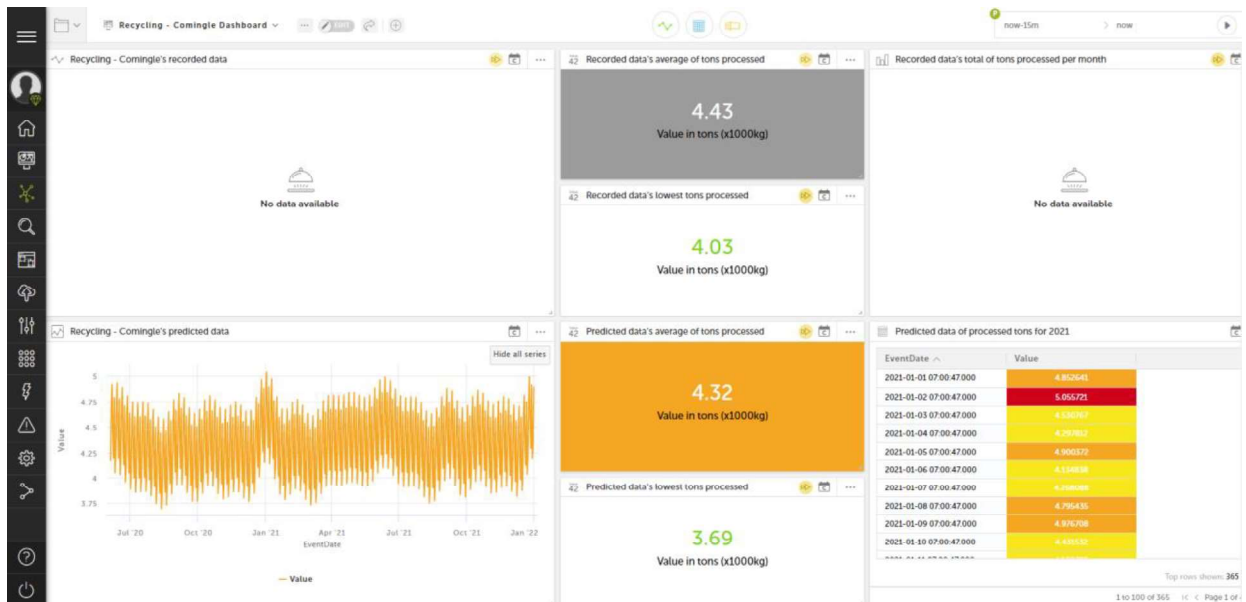 Recycling - Comingle Dashboard
now-15m > now
Recycling - Comingle's recorded data
No data available
42 Recorded data's average of tons processed
4.43
Value in tons (x1000kg)
42 Recorded data's lowest tons processed
4.03
Value in tons (x1000kg)
Recorded data's total of tons processed per month
No data available
Recycling - Comingle's predicted data
Hide all series
Value
5
4.75
4.5
4.25
4
3.75
Jul '20 Oct '20 Jan '21 Apr '21 Jul '21 Oct '21 Jan '22
EventDate
Value
42 Predicted data's average of tons processed
4.32
Value in tons (x1000kg)
42 Predicted data's lowest tons processed
3.69
Value in tons (x1000kg)
Predicted data of processed tons for 2021
EventDate Value
2021-01-01 07:00:47.000 4.852641
2021-01-02 07:00:47.000 5.055721
2021-01-03 07:00:47.000
2021-01-04 07:00:47.000
2021-01-05 07:00:47.000 4.900372
2021-01-06 07:00:47.000
2021-01-07 07:00:47.000
2021-01-08 07:00:47.000 4.795435
2021-01-09 07:00:47.000 4.976708
2021-01-10 07:00:47.000
Top rows shown: 365
1 to 100 of 365 Page 1 of